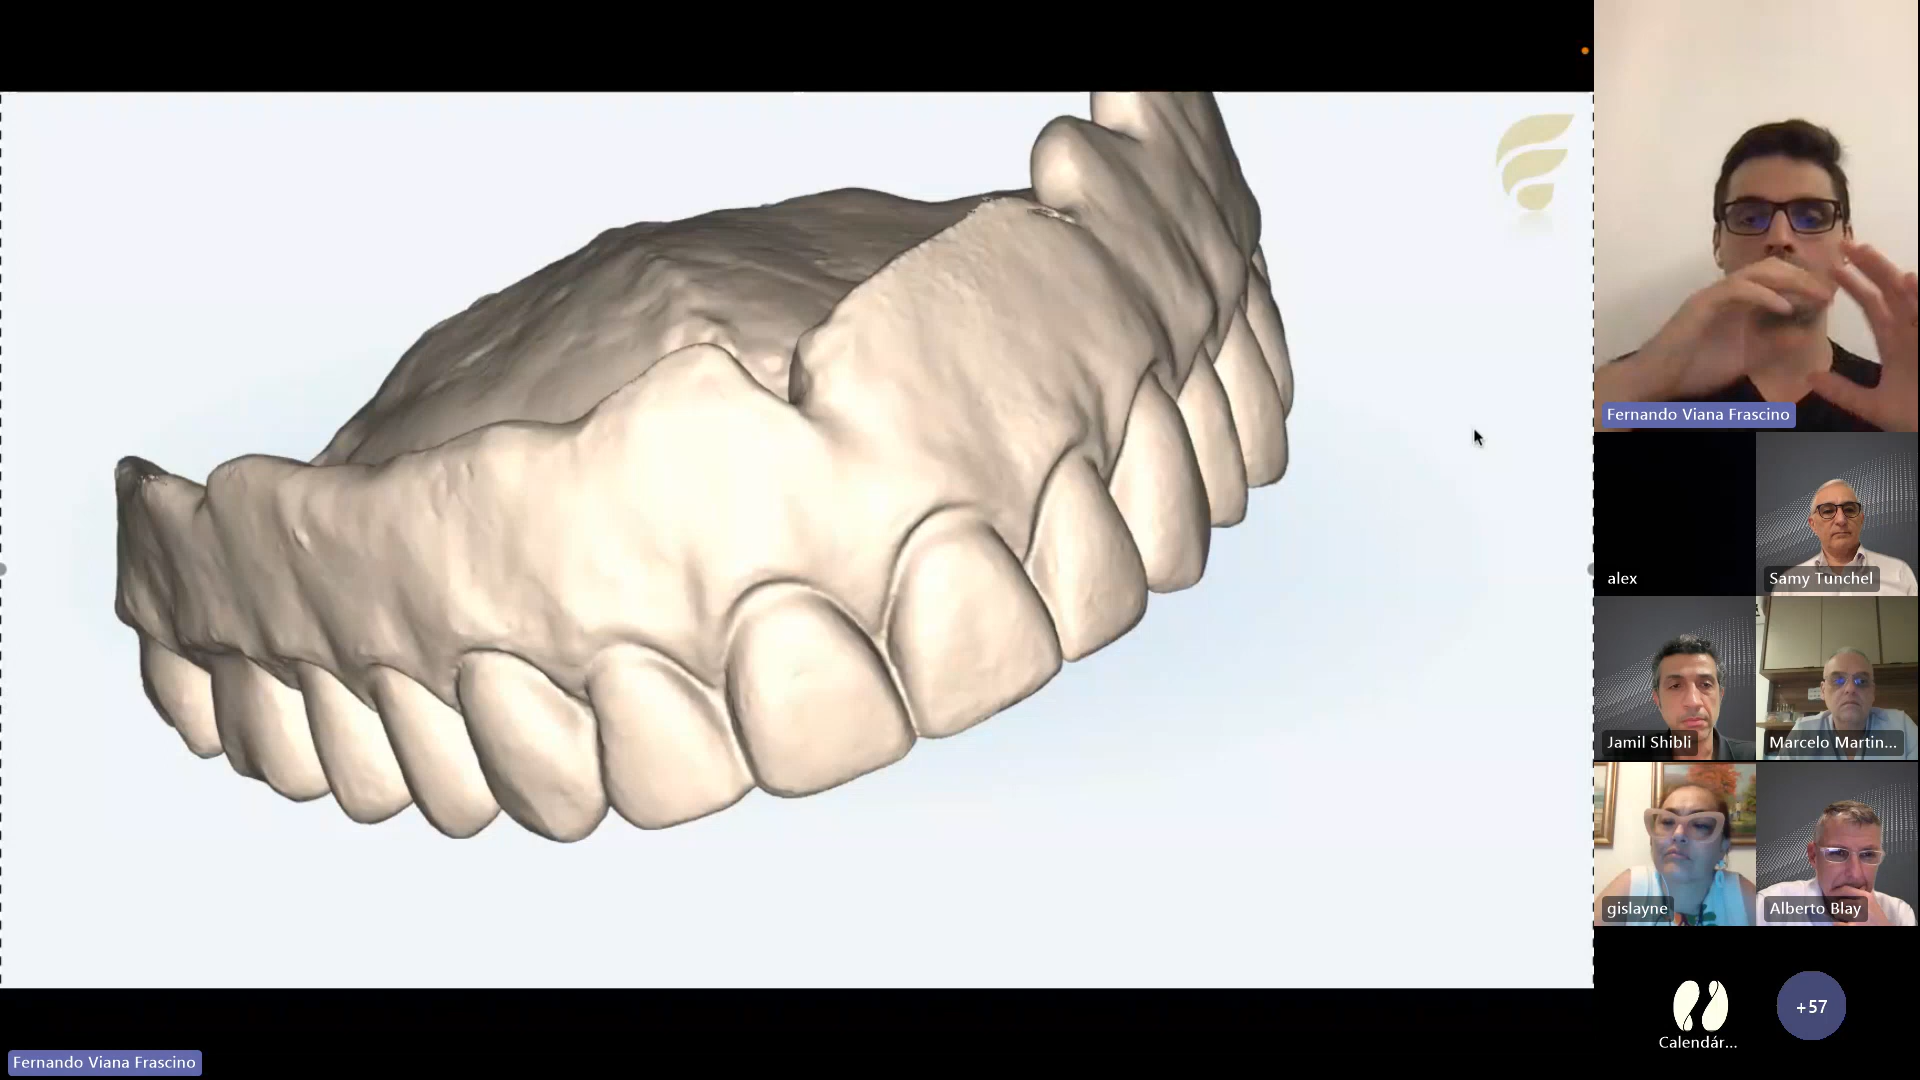 Fernando Viana Frascino
alex
Samy Tunchel
Jamil Shibli
Marcelo Martin...
gislayne
Alberto Blay
Calendár...
+57
Fernando Viana Frascino